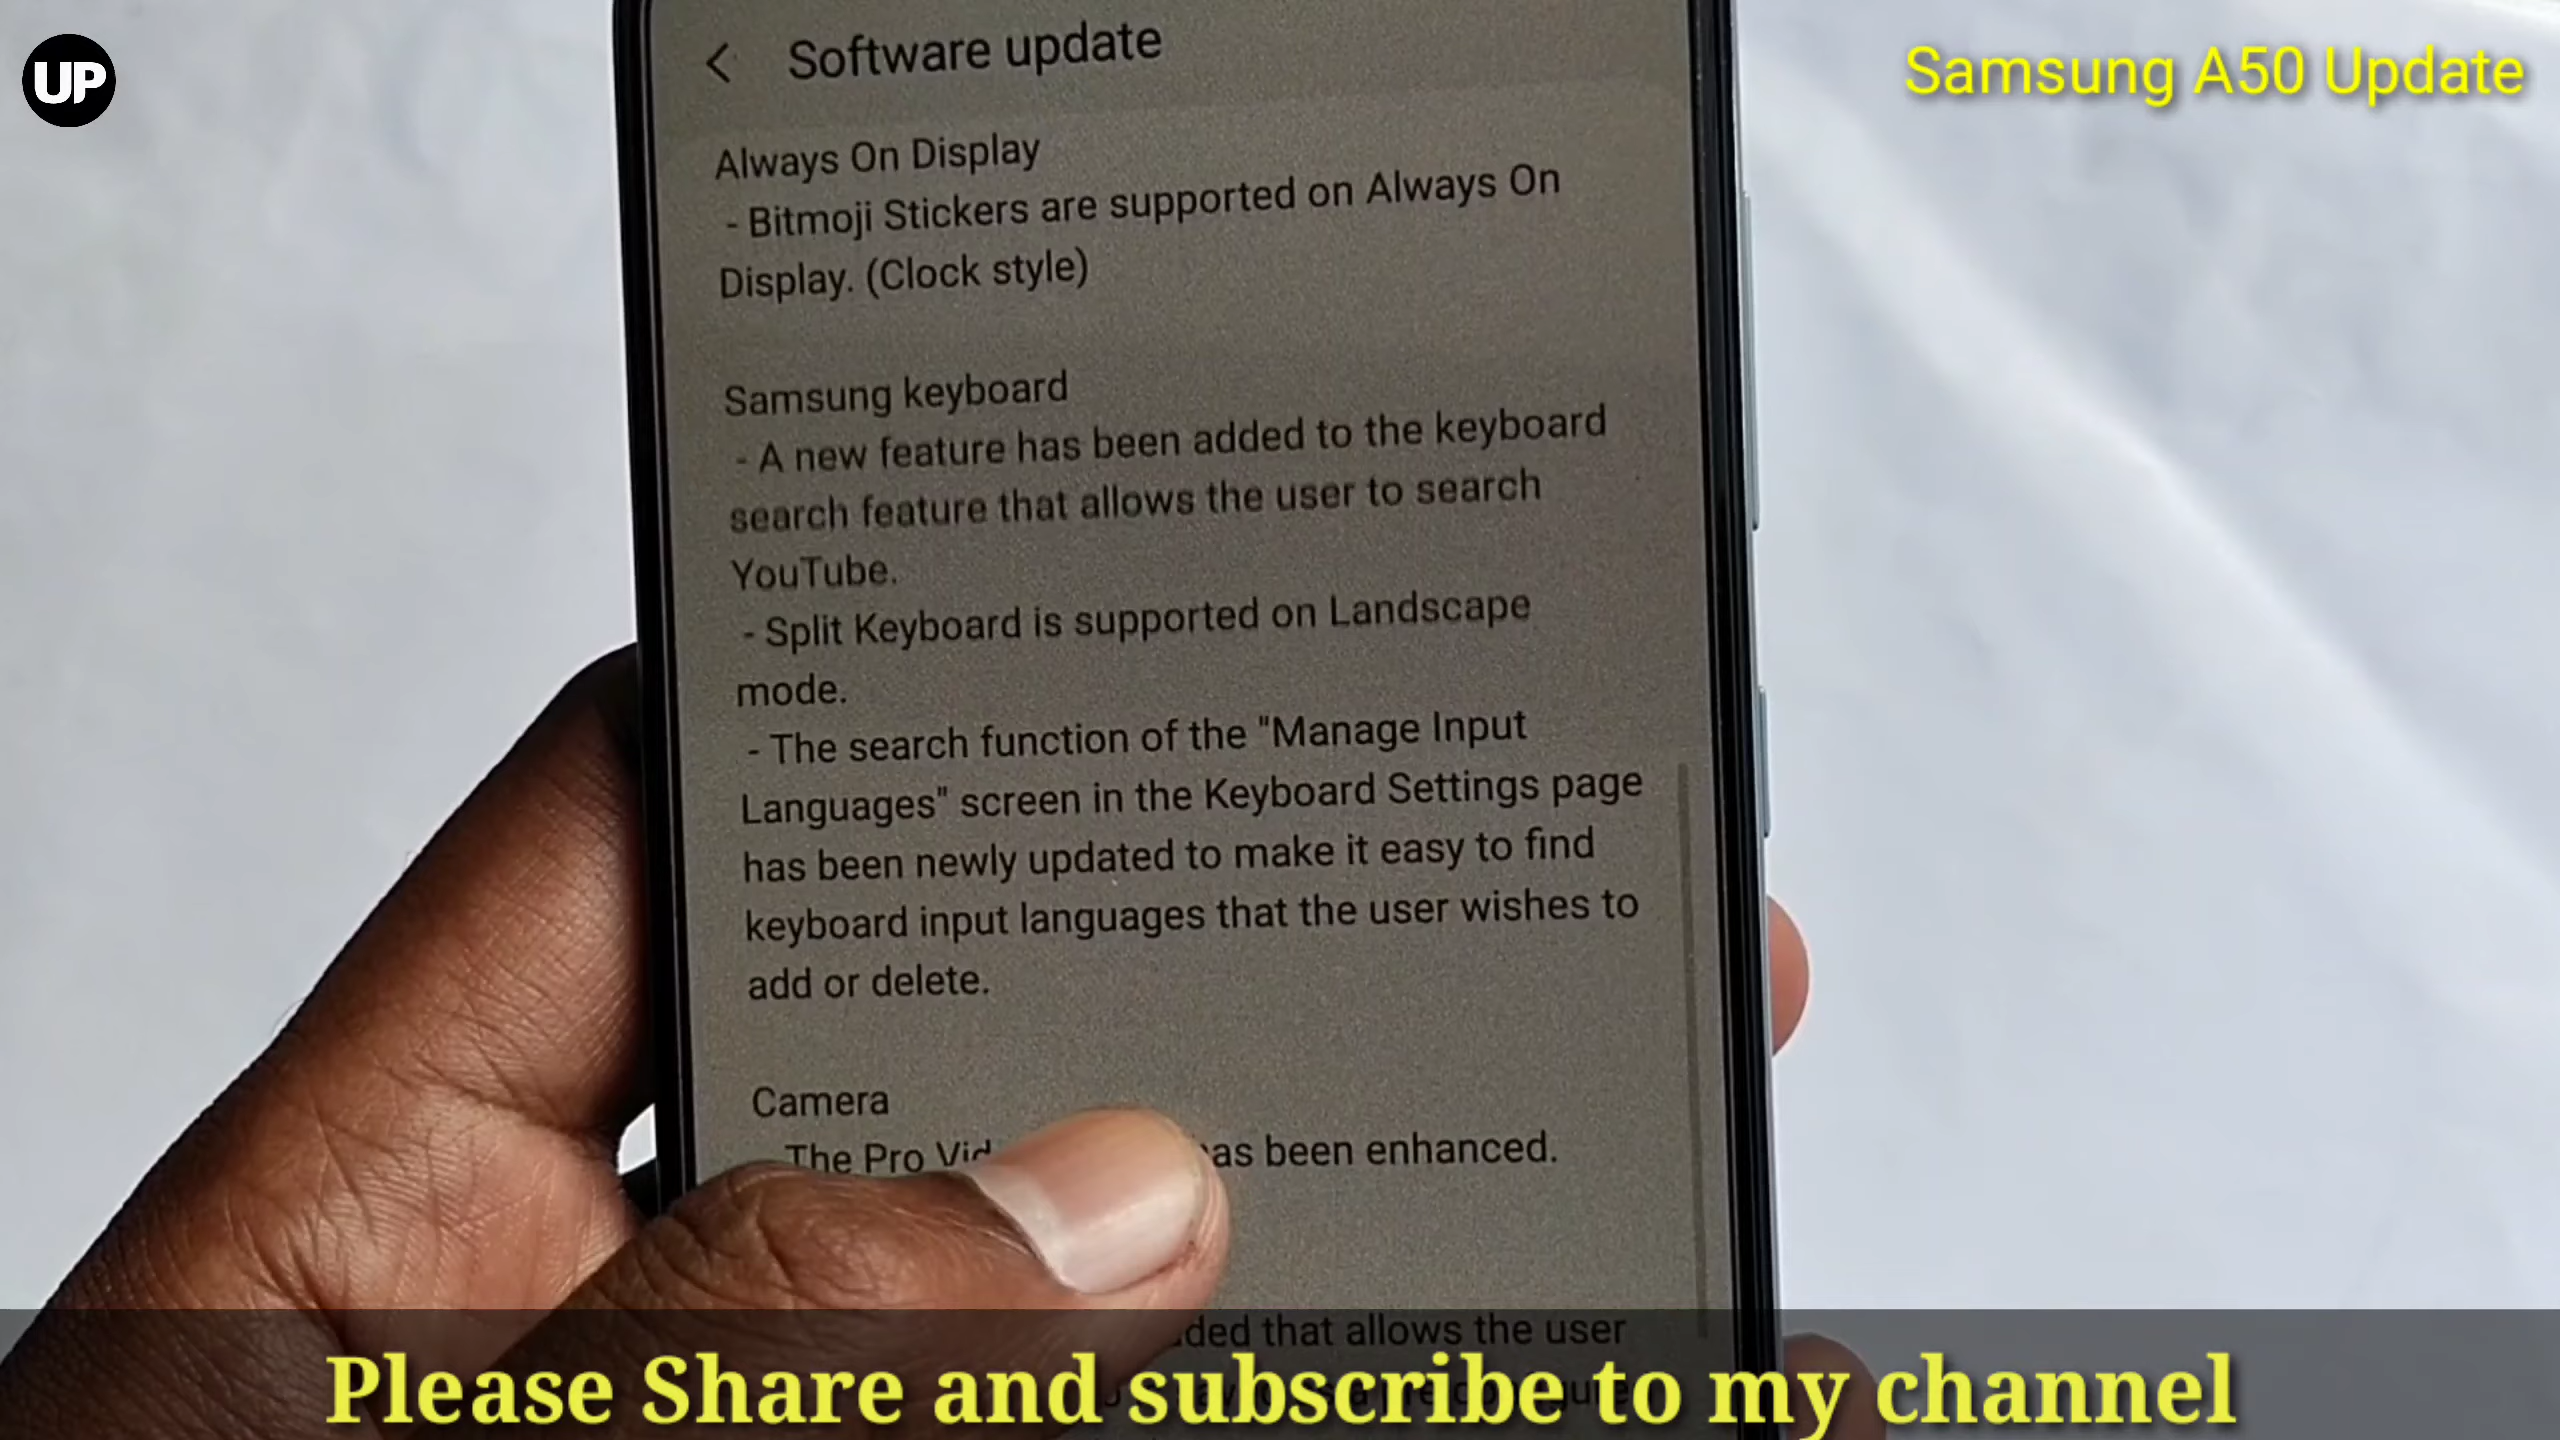 UP
Samsung A50 Update
< Software update
Always On Display
- Bitmoji Stickers are supported on Always On
Display. (Clock style)
Samsung keyboard
- A new feature has been added to the keyboard
search feature that allows the user to search
YouTube.
- Split Keyboard is supported on Landscape
mode.
- The search function of the "Manage Input
Languages" screen in the Keyboard Settings page
has been newly updated to make it easy to find
keyboard input languages that the user wishes to
add or delete.
Camera
The Pro been enhanced.
that allows the user
Please Share and subscribe to my channel